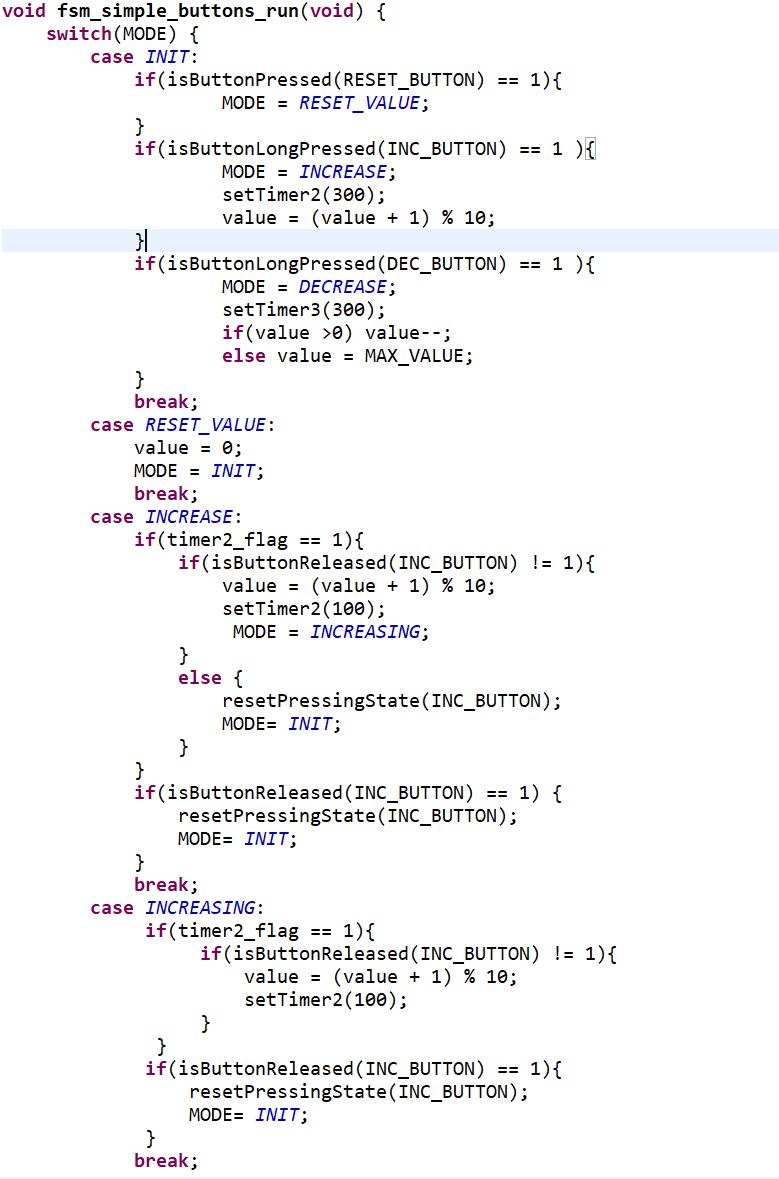 void fsm_simple_buttons_run(void) {
    switch(MODE) {
        case INIT:
            if(isButtonPressed(RESET_BUTTON) == 1){
                    MODE = RESET_VALUE;
            }
            if(isButtonLongPressed(INC_BUTTON) == 1 ){
                    MODE = INCREASE;
                    setTimer2(300);
                    value = (value + 1) % 10;
            }
            if(isButtonLongPressed(DEC_BUTTON) == 1 ){
                    MODE = DECREASE;
                    setTimer3(300);
                    if(value >0) value--;
                    else value = MAX_VALUE;
            }
            break;
        case RESET_VALUE:
            value = 0;
            MODE = INIT;
            break;
        case INCREASE:
            if(timer2_flag == 1){
                if(isButtonReleased(INC_BUTTON) != 1){
                    value = (value + 1) % 10;
                    setTimer2(100);
                     MODE = INCREASING;
                }
                else {
                    resetPressingState(INC_BUTTON);
                    MODE= INIT;
                }
            }
            if(isButtonReleased(INC_BUTTON) == 1) {
                resetPressingState(INC_BUTTON);
                MODE= INIT;
            }
            break;
        case INCREASING:
             if(timer2_flag == 1){
                  if(isButtonReleased(INC_BUTTON) != 1){
                      value = (value + 1) % 10;
                      setTimer2(100);
                  }
              }
             if(isButtonReleased(INC_BUTTON) == 1){
                 resetPressingState(INC_BUTTON);
                 MODE= INIT;
             }
            break;